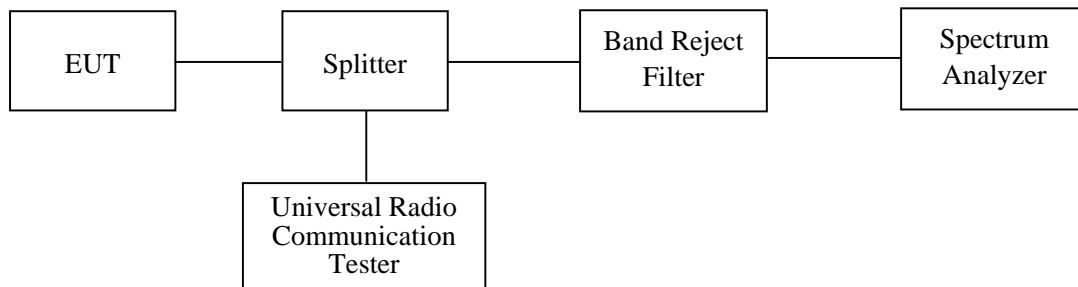 EUT
Splitter
Band Reject
Filter
Spectrum
Analyzer
Universal Radio
Communication
Tester